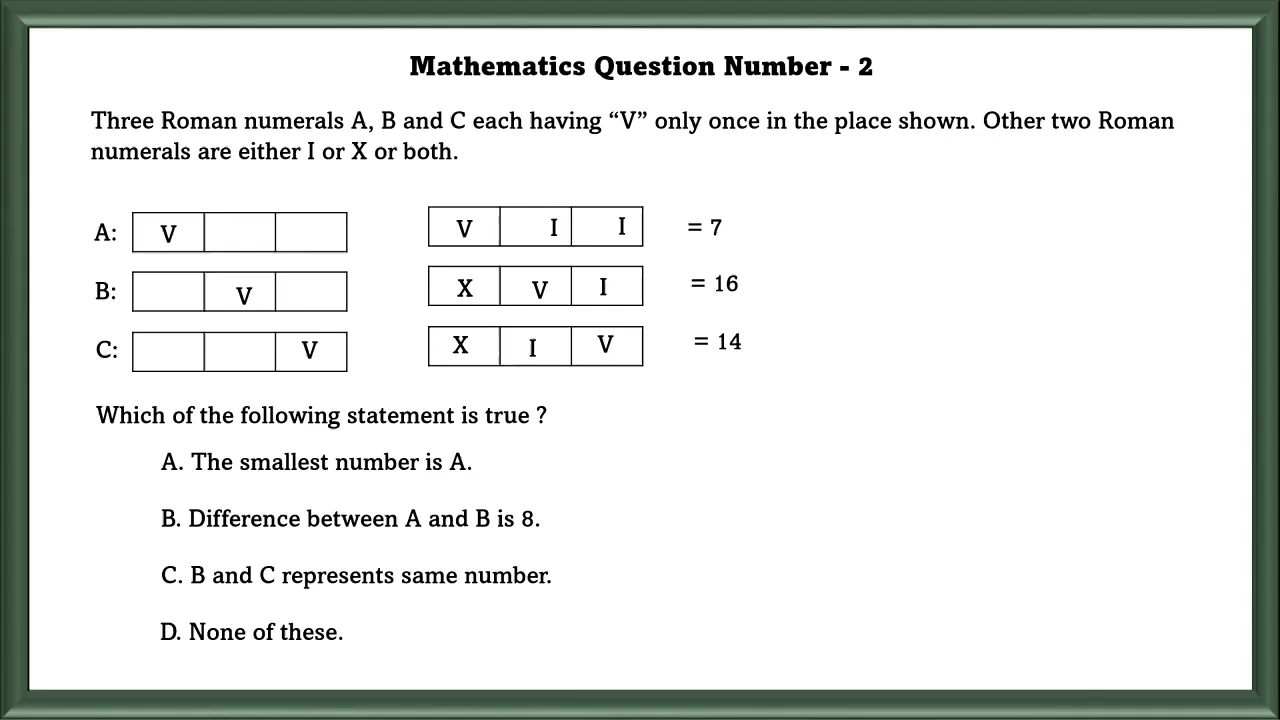 Mathematics Question Number - 2
Three Roman numerals A, B and C each having “V” only once in the place shown. Other two Roman
numerals are either I or X or both.
A: V V I I = 7
B: V X V I = 16
C: V X I V = 14
Which of the following statement is true ?
A. The smallest number is A.
B. Difference between A and B is 8.
C. B and C represents same number.
D. None of these.